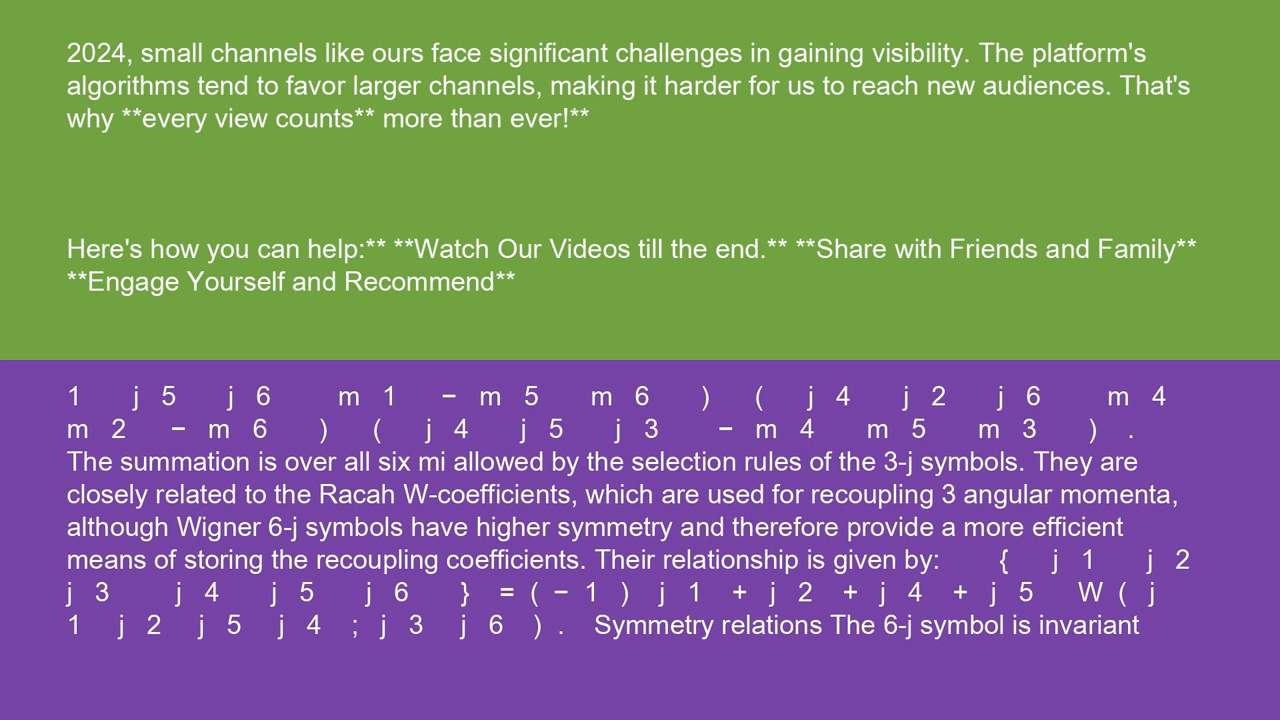 2024, small channels like ours face significant challenges in gaining visibility. The platform's
algorithms tend to favor larger channels, making it harder for us to reach new audiences. That's
why **every view counts** more than ever!**
Here's how you can help:** **Watch Our Videos till the end.** **Share with Friends and Family**
**Engage Yourself and Recommend**
1 j 5 j 6 m 1 − m 5 m 6 ) ( j 4 j 2 j 6 m 4
m 2 − m 6 ) ( j 4 j 5 j 3 − m 4 m 5 m 3 ) .
The summation is over all six mi allowed by the selection rules of the 3-j symbols. They are
closely related to the Racah W-coefficients, which are used for recoupling 3 angular momenta,
although Wigner 6-j symbols have higher symmetry and therefore provide a more efficient
means of storing the recoupling coefficients. Their relationship is given by: { j 1 j 2
j 3 j 4 j 5 j 6 } = ( − 1 ) j 1 + j 2 + j 4 + j 5 W ( j
1 j 2 j 5 j 4 ; j 3 j 6 ) . Symmetry relations The 6-j symbol is invariant